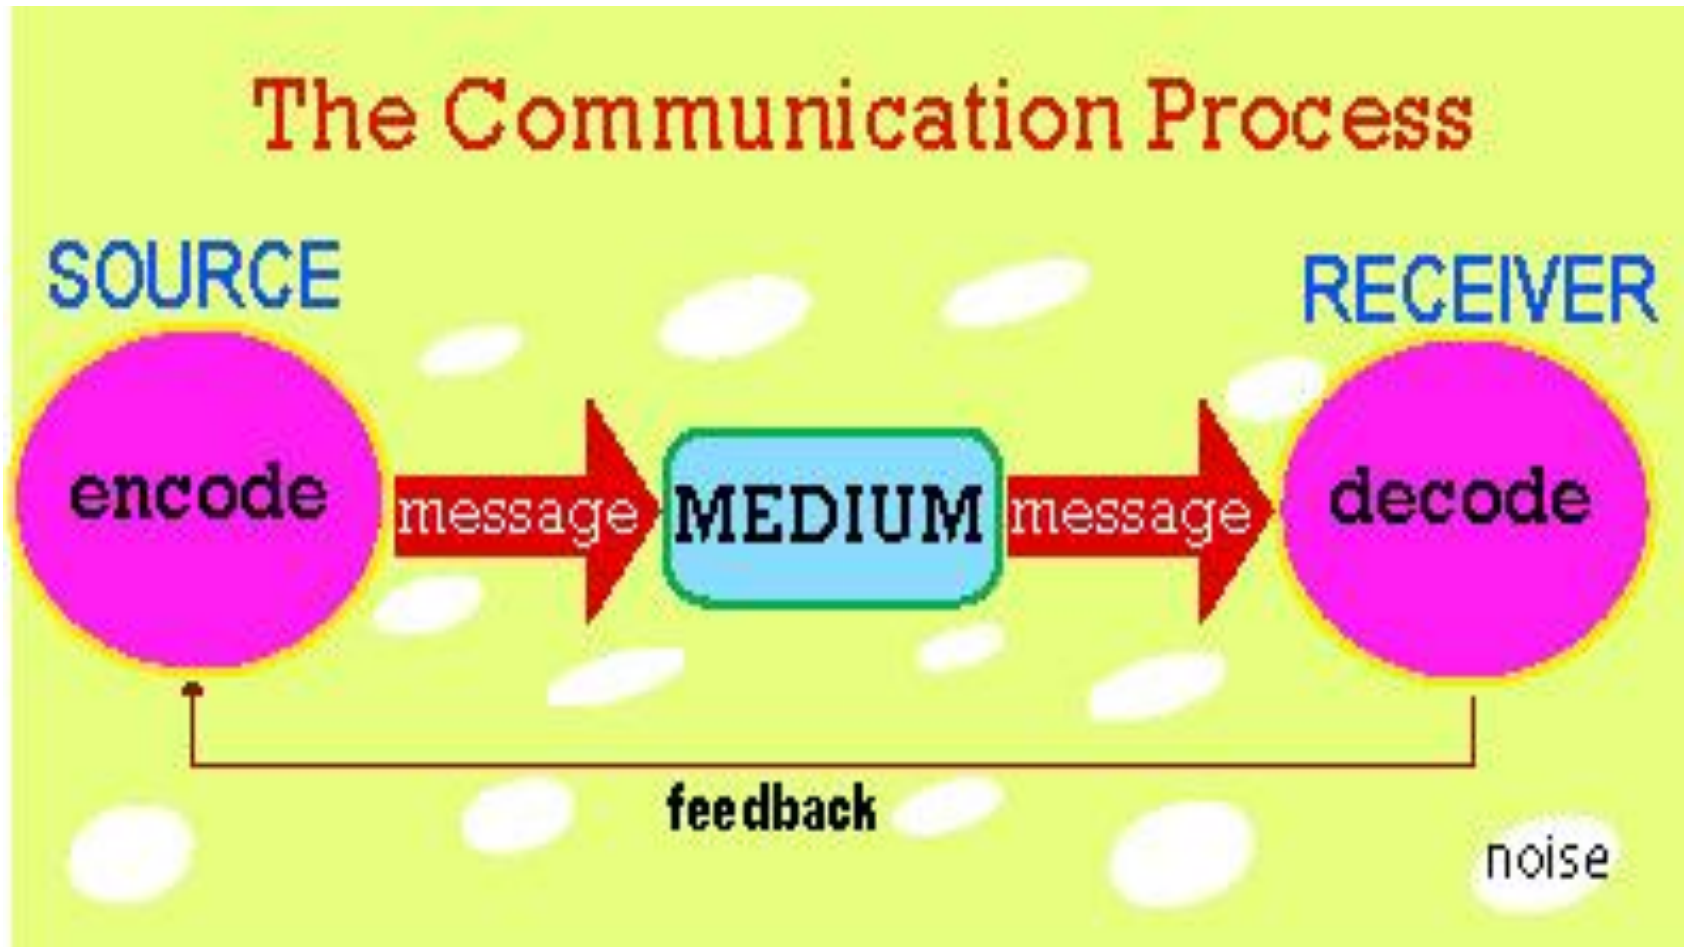 The Communication Process
SOURCE
RECEIVER
encode
message
MEDIUM
message
decode
feedback
noise